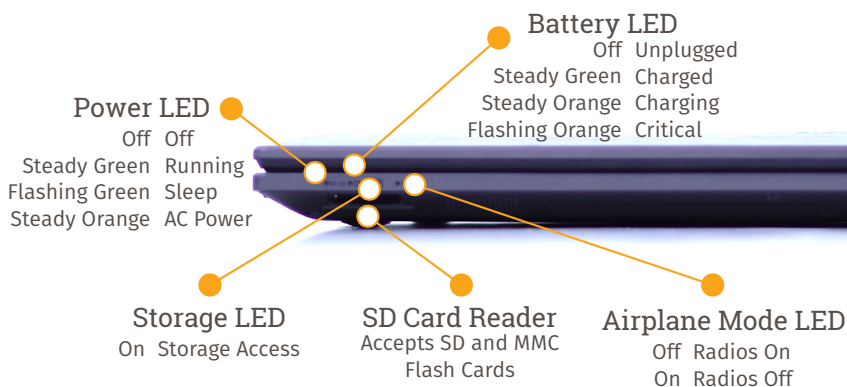 Battery LED
Off Unplugged
Steady Green Charged
Steady Orange Charging
Flashing Orange Critical
Power LED
Off Off
Steady Green Running
Flashing Green Sleep
Steady Orange AC Power
Storage LED
On Storage Access
SD Card Reader
Accepts SD and MMC
Flash Cards
Airplane Mode LED
Off Radios On
On Radios Off